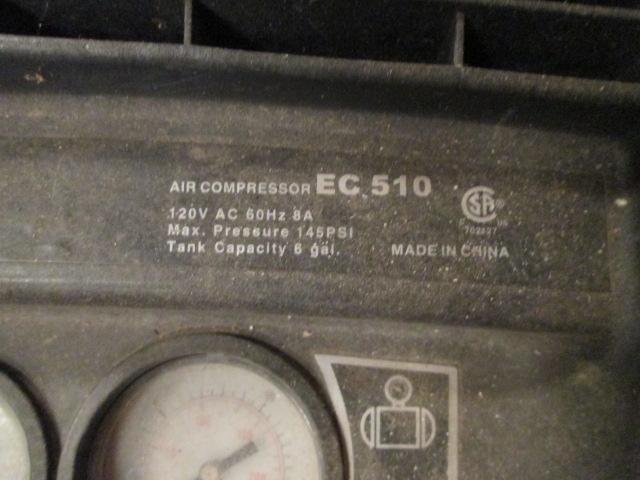 AIR COMPRESSOR EC 510
120V AC 60Hz 8A
Max. Pressure 145PSI
Tank Capacity 6 gal.
MADE IN CHINA